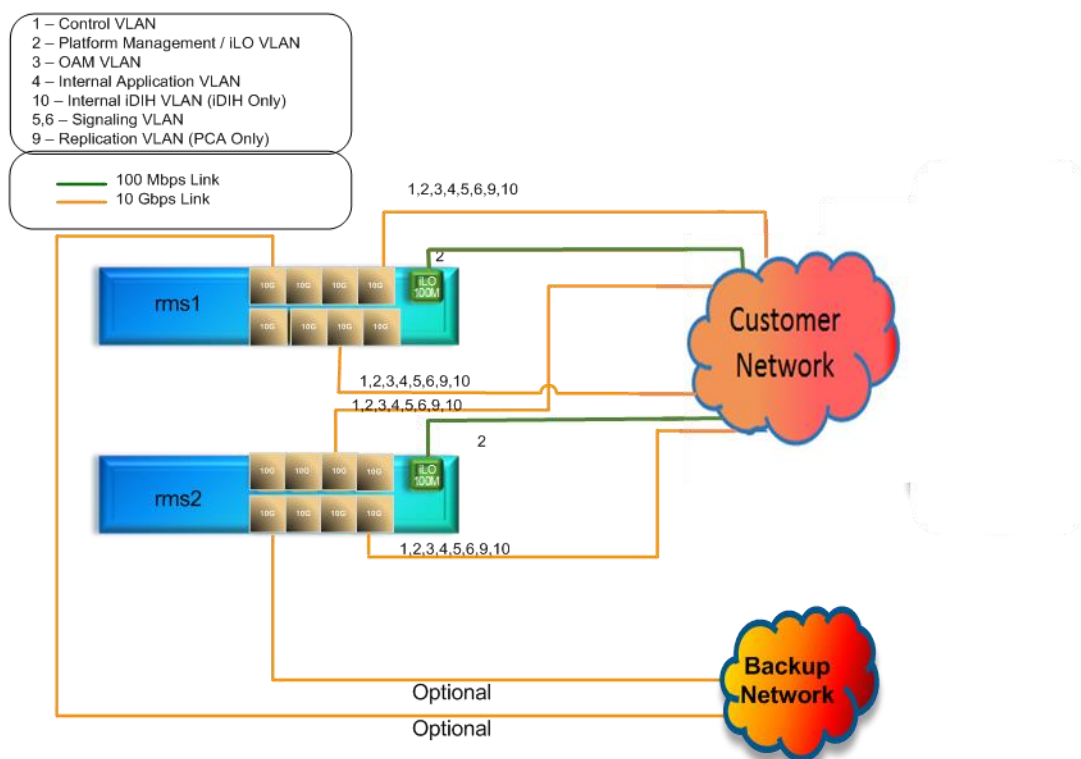 1 – Control VLAN
2 – Platform Management / iLO VLAN
3 – OAM VLAN
4 – Internal Application VLAN
10 – Internal iDIH VLAN (iDIH Only)
5,6 – Signaling VLAN
9 – Replication VLAN (PCA Only)
100 Mbps Link
10 Gbps Link
1,2,3,4,5,6,9,10
2
rms1
10G 10G 10G 10G
iLO
100M
10G 10G 10G 10G
Customer
Network
1,2,3,4,5,6,9,10
1,2,3,4,5,6,9,10
2
rms2
10G 10G 10G 10G
iLO
100M
10G 10G 10G 10G
1,2,3,4,5,6,9,10
Backup
Network
Optional
Optional